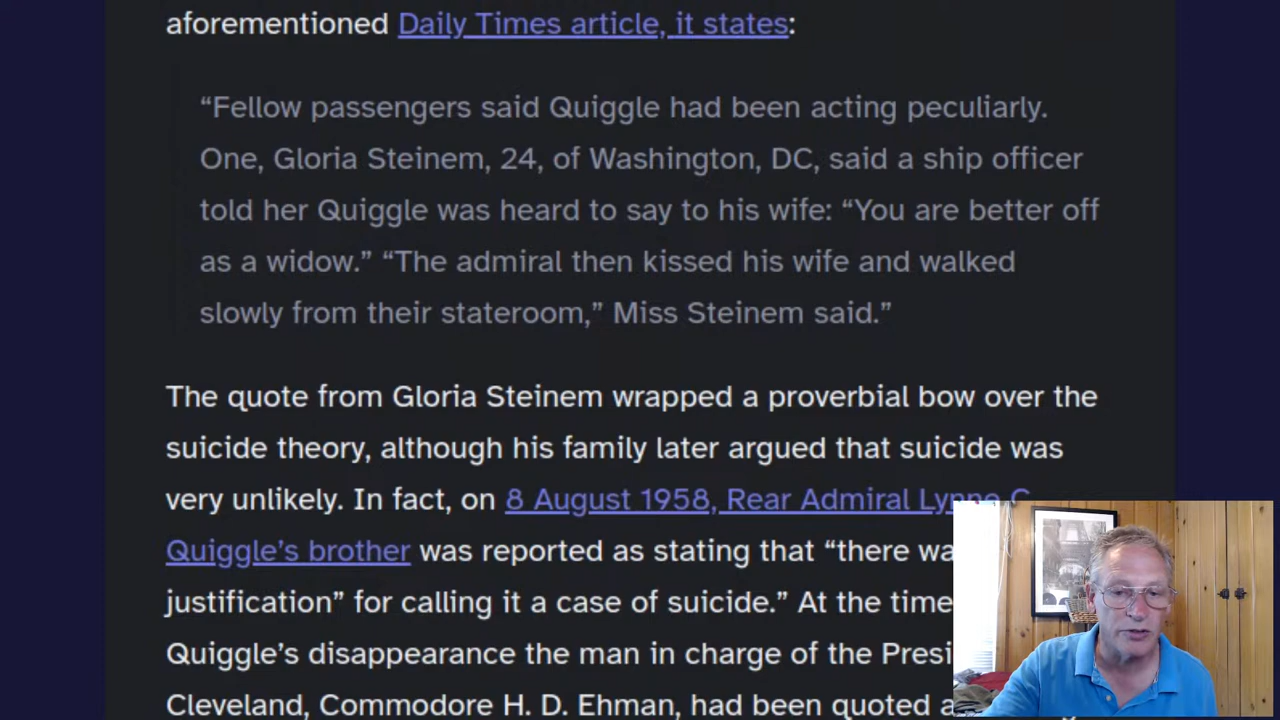 aforementioned Daily Times article, it states:
“Fellow passengers said Quiggle had been acting peculiarly.
One, Gloria Steinem, 24, of Washington, DC, said a ship officer
told her Quiggle was heard to say to his wife: “You are better off
as a widow.” “The admiral then kissed his wife and walked
slowly from their stateroom,” Miss Steinem said.”
The quote from Gloria Steinem wrapped a proverbial bow over the
suicide theory, although his family later argued that suicide was
very unlikely. In fact, on 8 August 1958, Rear Admiral Lynne C.
Quiggle’s brother was reported as stating that “there
justification” for calling it a case of suicide.” At the time
Quiggle’s disappearance the man in charge of the
Cleveland, Commodore H. D. Ehman, had been quoted